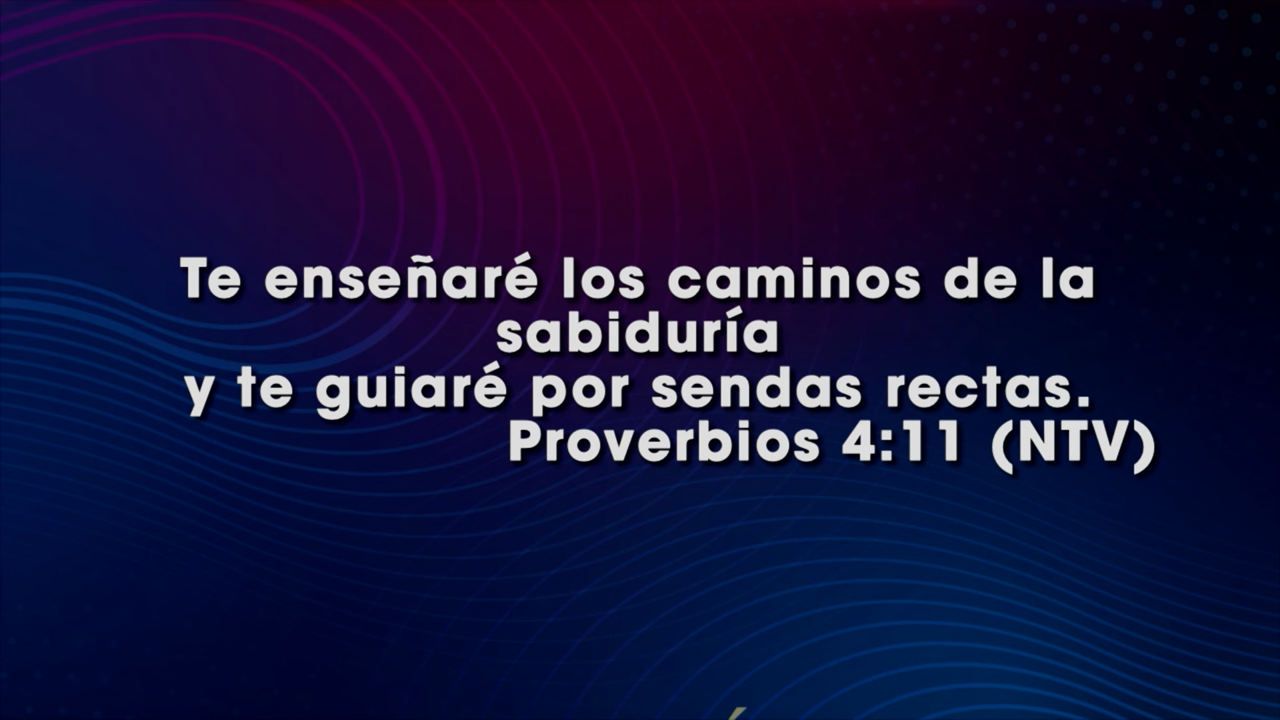 Te enseñaré los caminos de la
sabiduría
y te guiaré por sendas rectas.
Proverbios 4:11 (NTV)